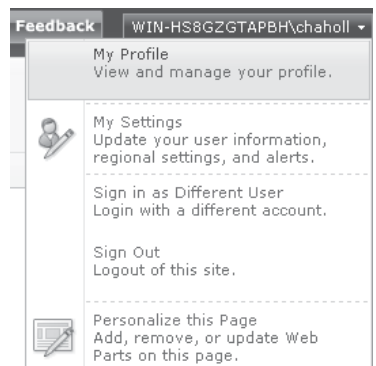 Feedback WIN-HS8GZGTAPBH\chaholl
My Profile
View and manage your profile.
My Settings
Update your user information,
regional settings, and alerts.
Sign in as Different User
Login with a different account.
Sign Out
Logout of this site.
Personalize this Page
Add, remove, or update Web
Parts on this page.